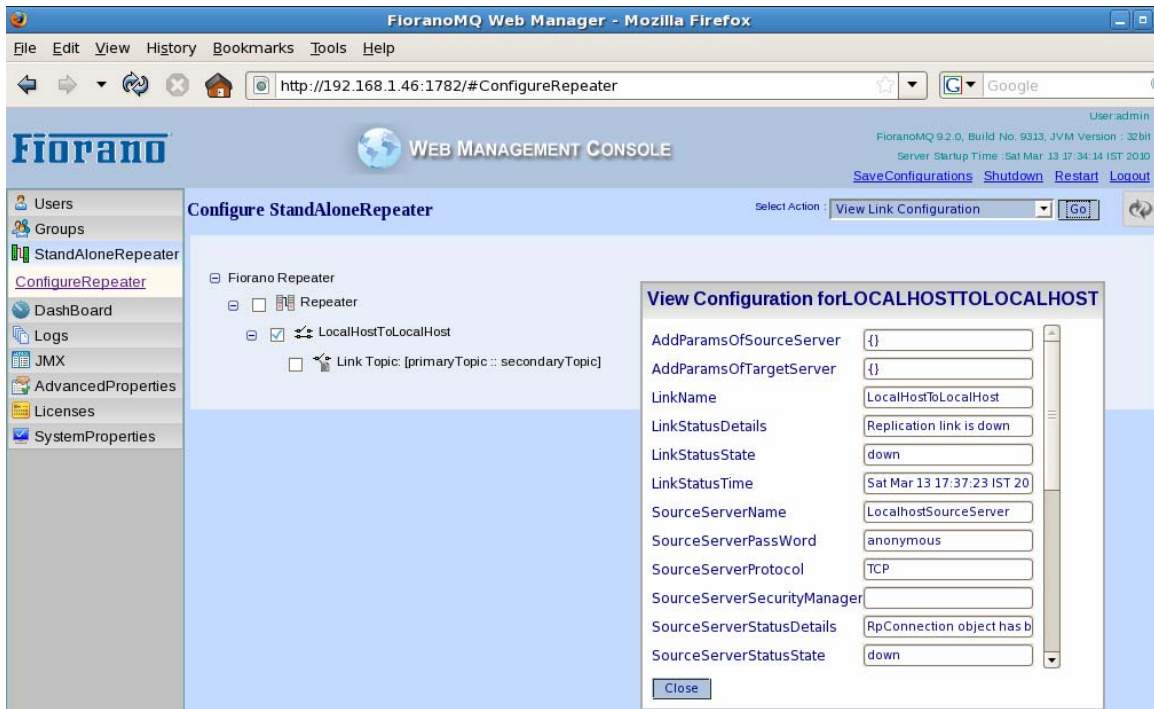 FioranoMQ Web Manager - Mozilla Firefox
File Edit View History Bookmarks Tools Help
http://192.168.1.46:1782/#ConfigureRepeater
G Google
Fiorano
WEB MANAGEMENT CONSOLE
User:admin
FioranoMQ 9.2.0, Build No. 9313, JVM Version : 32bit
Server Startup Time :Sat Mar 13 17:34:14 IST 2010
SaveConfigurations Shutdown Restart Logout
Users
Groups
StandAloneRepeater
ConfigureRepeater
DashBoard
Logs
JMX
AdvancedProperties
Licenses
SystemProperties
Configure StandAloneRepeater
Select Action : View Link Configuration Go
Fiorano Repeater
Repeater
LocalHostToLocalHost
Link Topic: [primaryTopic :: secondaryTopic]
View Configuration forLOCALHOSTTOLOCALHOST
AddParamsOfSourceServer {}
AddParamsOfTargetServer {}
LinkName LocalHostToLocalHost
LinkStatusDetails Replication link is down
LinkStatusState down
LinkStatusTime Sat Mar 13 17:37:23 IST 20
SourceServerName LocalhostSourceServer
SourceServerPassWord anonymous
SourceServerProtocol TCP
SourceServerSecurityManager
SourceServerStatusDetails RpConnection object has b
SourceServerStatusState down
Close